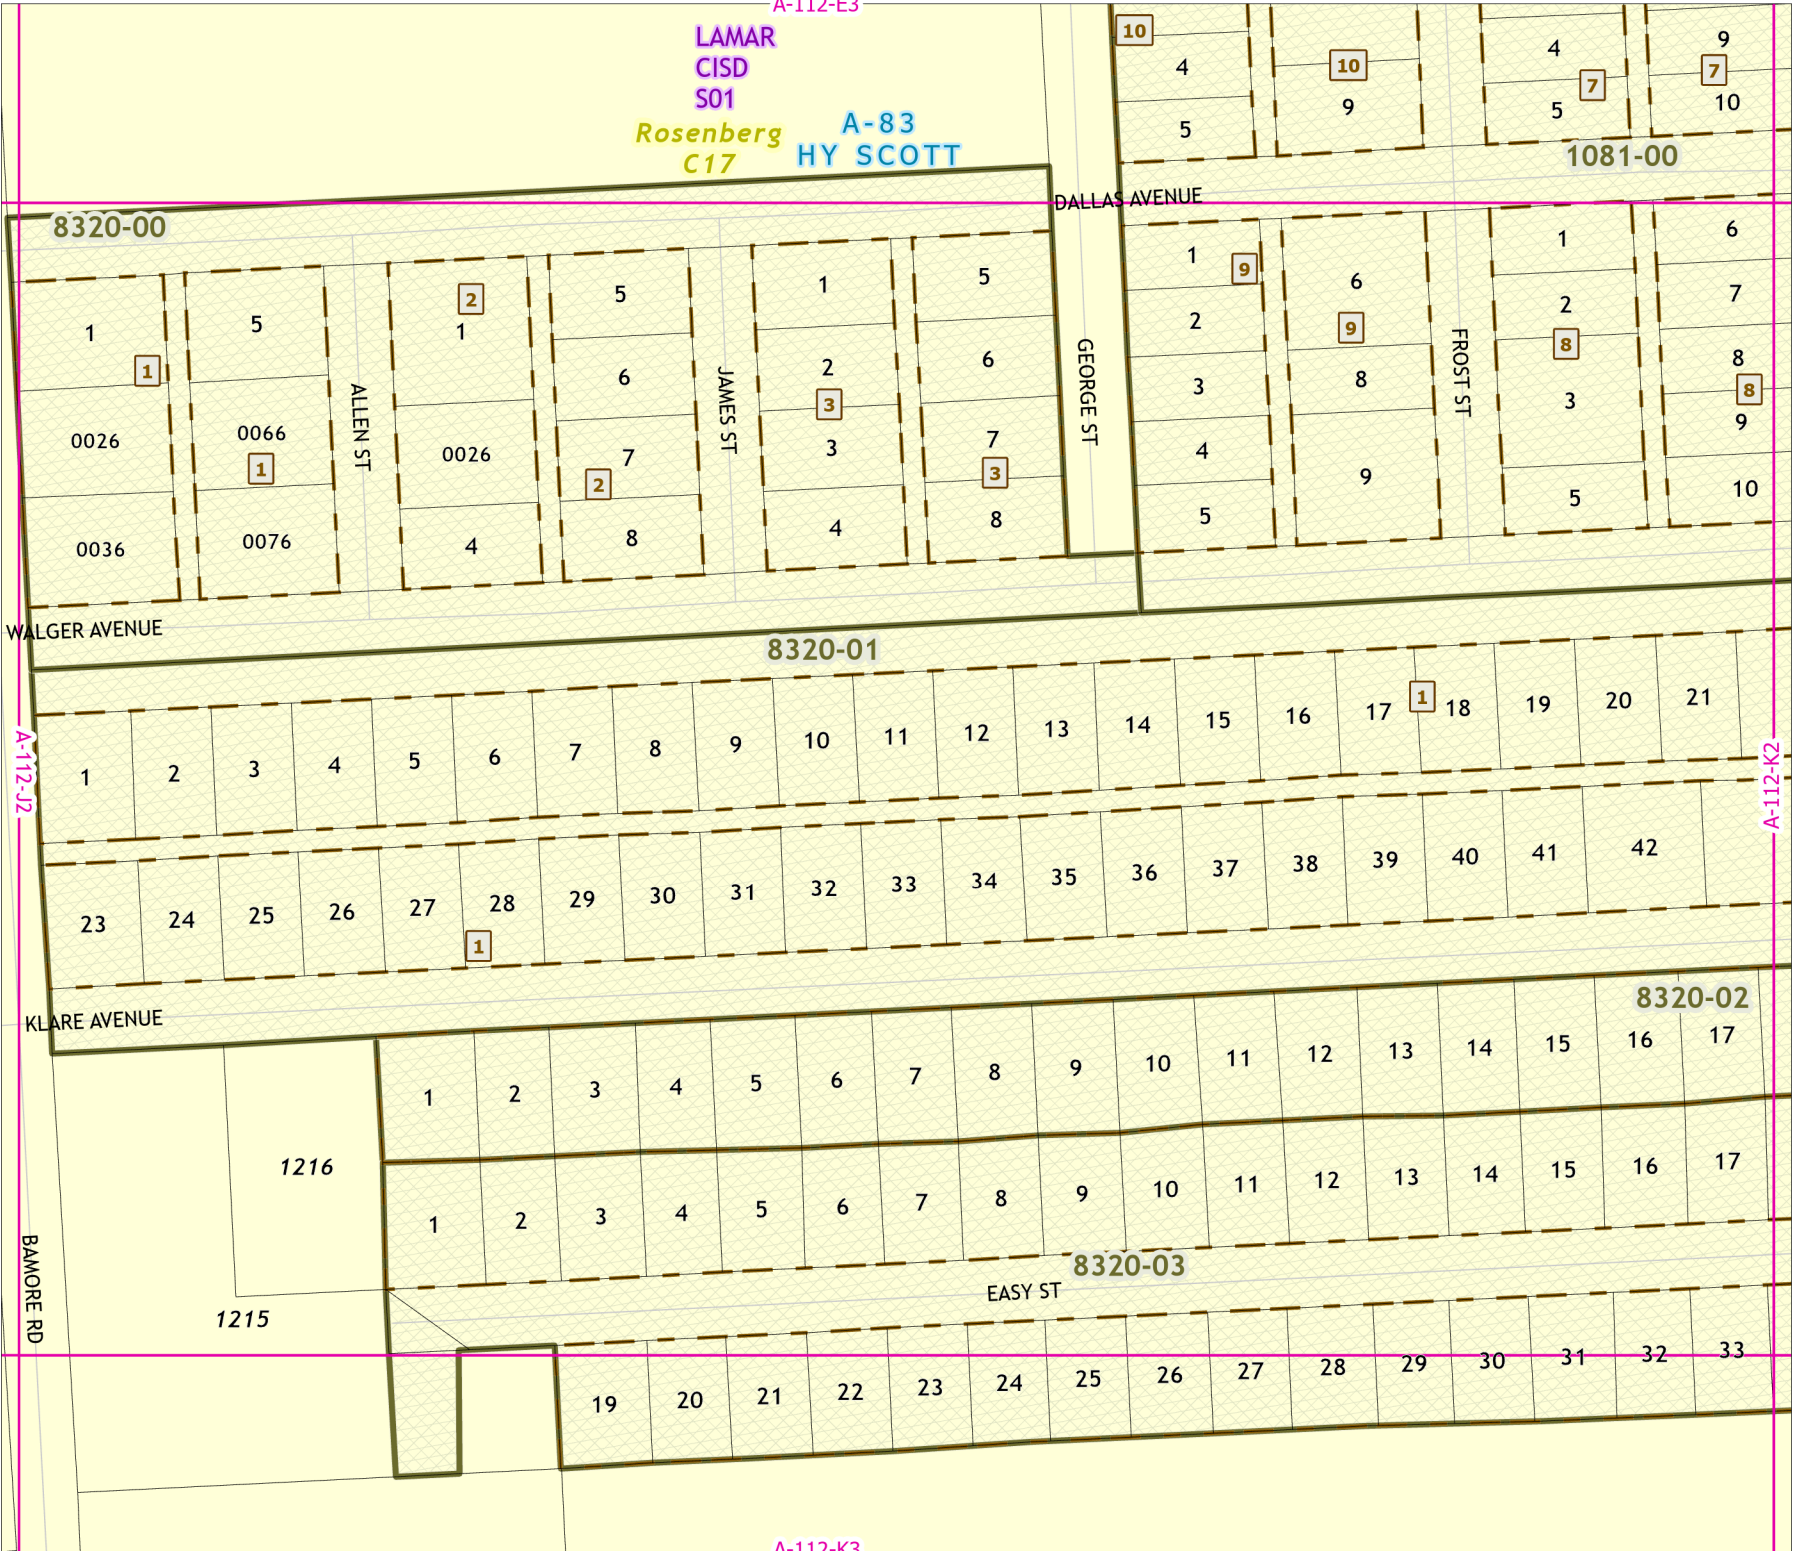 A-112-E3
LAMAR
CISD
S01
Rosenberg
C17
A-83
HY SCOTT
10
4
5
10
9
4
7
5
9
7
10
1081-00
DALLAS AVENUE
8320-00
1
1
0026
0036
5
0066
1
0076
ALLEN ST
2
1
0026
4
5
6
7
2
8
JAMES ST
1
2
3
3
4
5
6
7
3
8
GEORGE ST
1
9
2
3
4
5
6
9
8
9
FROST ST
1
2
8
3
5
6
7
8
8
9
10
WALGER AVENUE
8320-01
1 2 3 4 5 6 7 8 9 10 11 12 13 14 15 16 17 1 18 19 20 21
A-112-J2
A-112-K2
23 24 25 26 27 28 29 30 31 32 33 34 35 36 37 38 39 40 41 42
1
KLARE AVENUE
8320-02
1 2 3 4 5 6 7 8 9 10 11 12 13 14 15 16 17
1216
1 2 3 4 5 6 7 8 9 10 11 12 13 14 15 16 17
8320-03
EASY ST
BAMORE RD
1215
19 20 21 22 23 24 25 26 27 28 29 30 31 32 33
A-112-K3